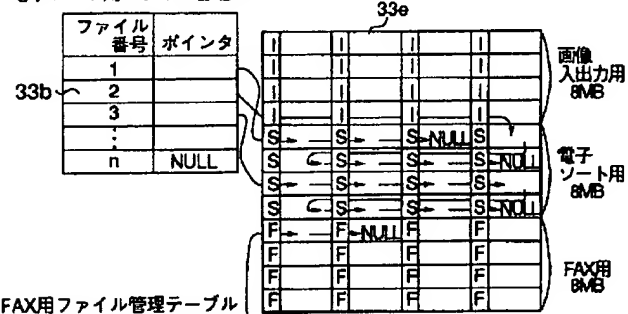 33e
ファイル番号 ポインタ
1
33b 2
3
⋮
n NULL
I I I I
I I I I
I I I I
I I I I
S S S NULL S
S S S S NULL
S S S S
S S S S NULL
F F NULL F F
F F F F
F F F F
F F F F
画像
入出力用
8MB
電子
ソート用
8MB
FAX用
8MB
FAX用ファイル管理テーブル